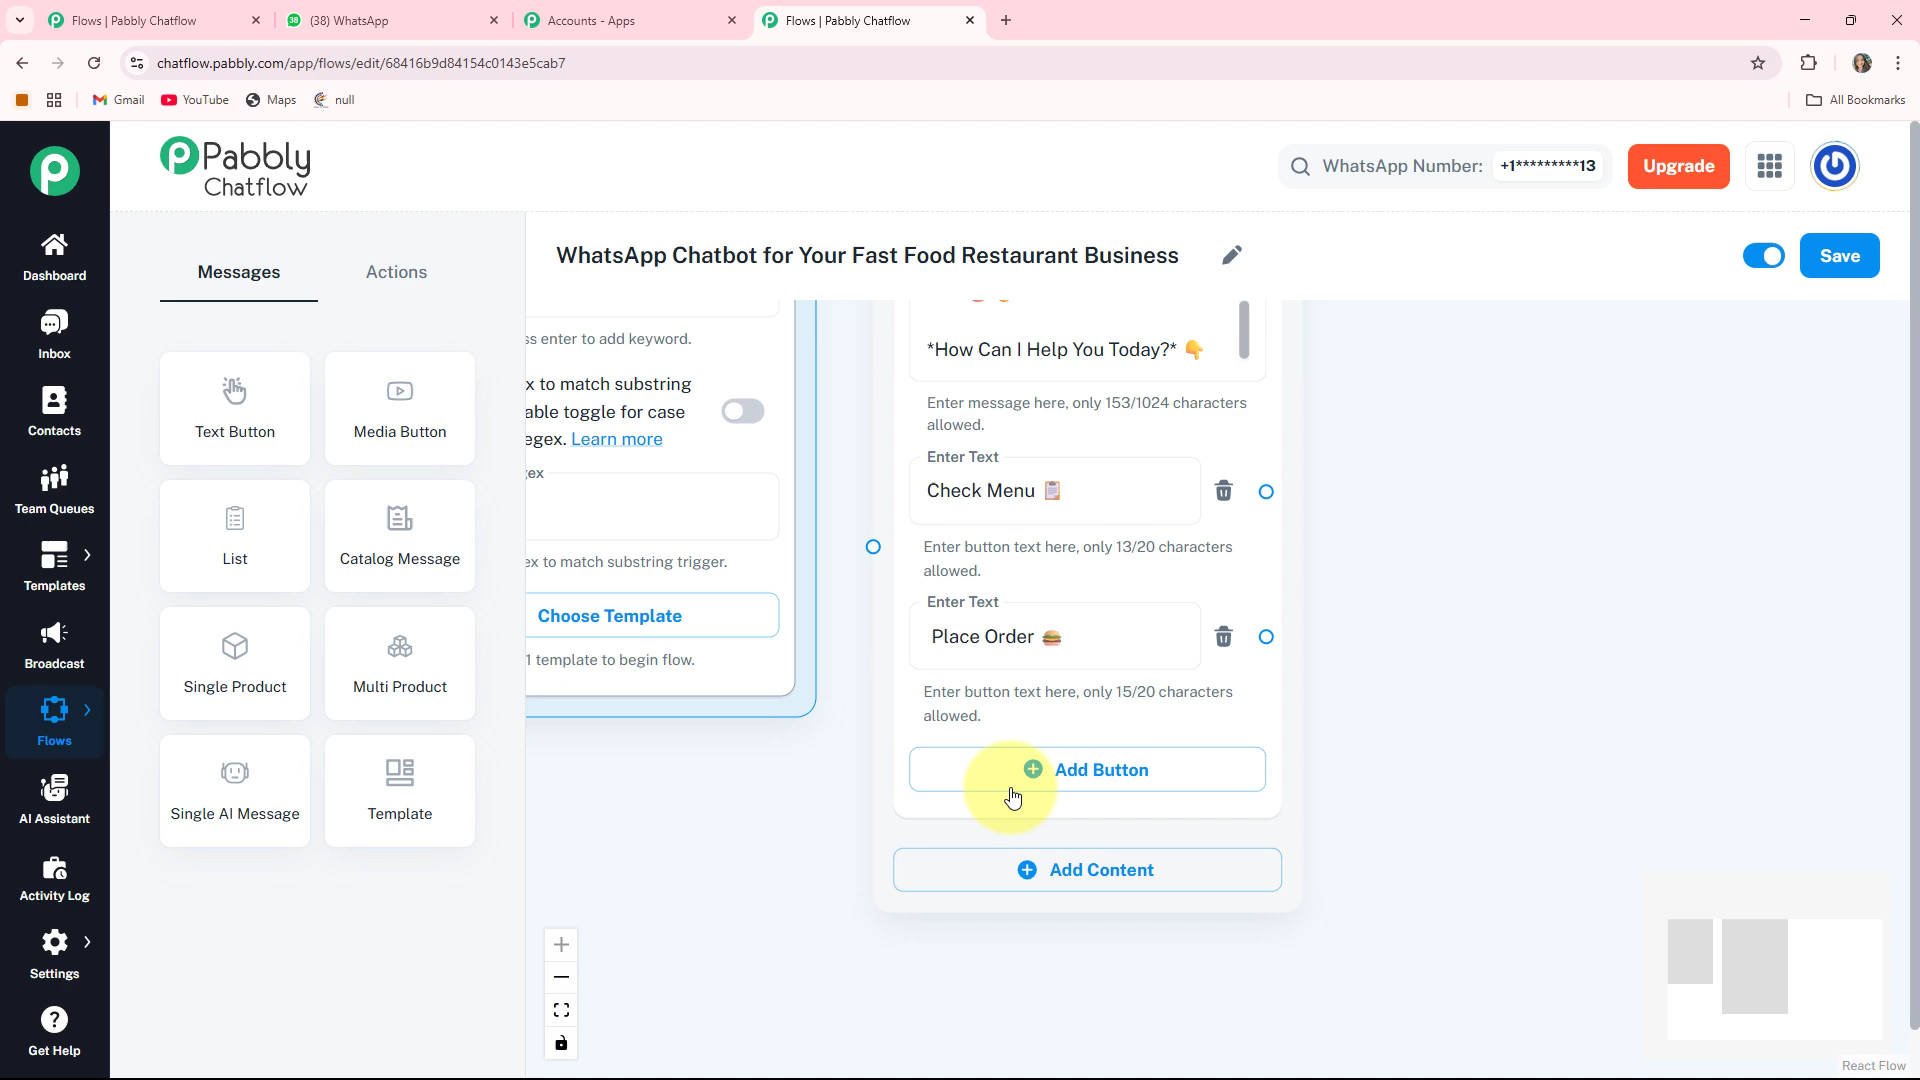 Flows | Pabbly Chatflow
(38) WhatsApp
Accounts - Apps
Flows | Pabbly Chatflow
chatflow.pabbly.com/app/flows/edit/68416b9d84154c0143e5cab7
Gmail
YouTube
Maps
null
All Bookmarks
Pabbly
Chatflow
WhatsApp Number:
+1*********13
Upgrade
Dashboard
Inbox
Contacts
Team Queues
Templates
Broadcast
Flows
AI Assistant
Activity Log
Settings
Get Help
Messages
Actions
Text Button
Media Button
List
Catalog Message
Single Product
Multi Product
Single AI Message
Template
WhatsApp Chatbot for Your Fast Food Restaurant Business
Save
ss enter to add keyword.
x to match substring
able toggle for case
egex. Learn more
ex
ex to match substring trigger.
Choose Template
1 template to begin flow.
*How Can I Help You Today?* 👇
Enter message here, only 153/1024 characters
allowed.
Enter Text
Check Menu 📋
Enter button text here, only 13/20 characters
allowed.
Enter Text
Place Order 🍔
Enter button text here, only 15/20 characters
allowed.
Add Button
Add Content
React Flow